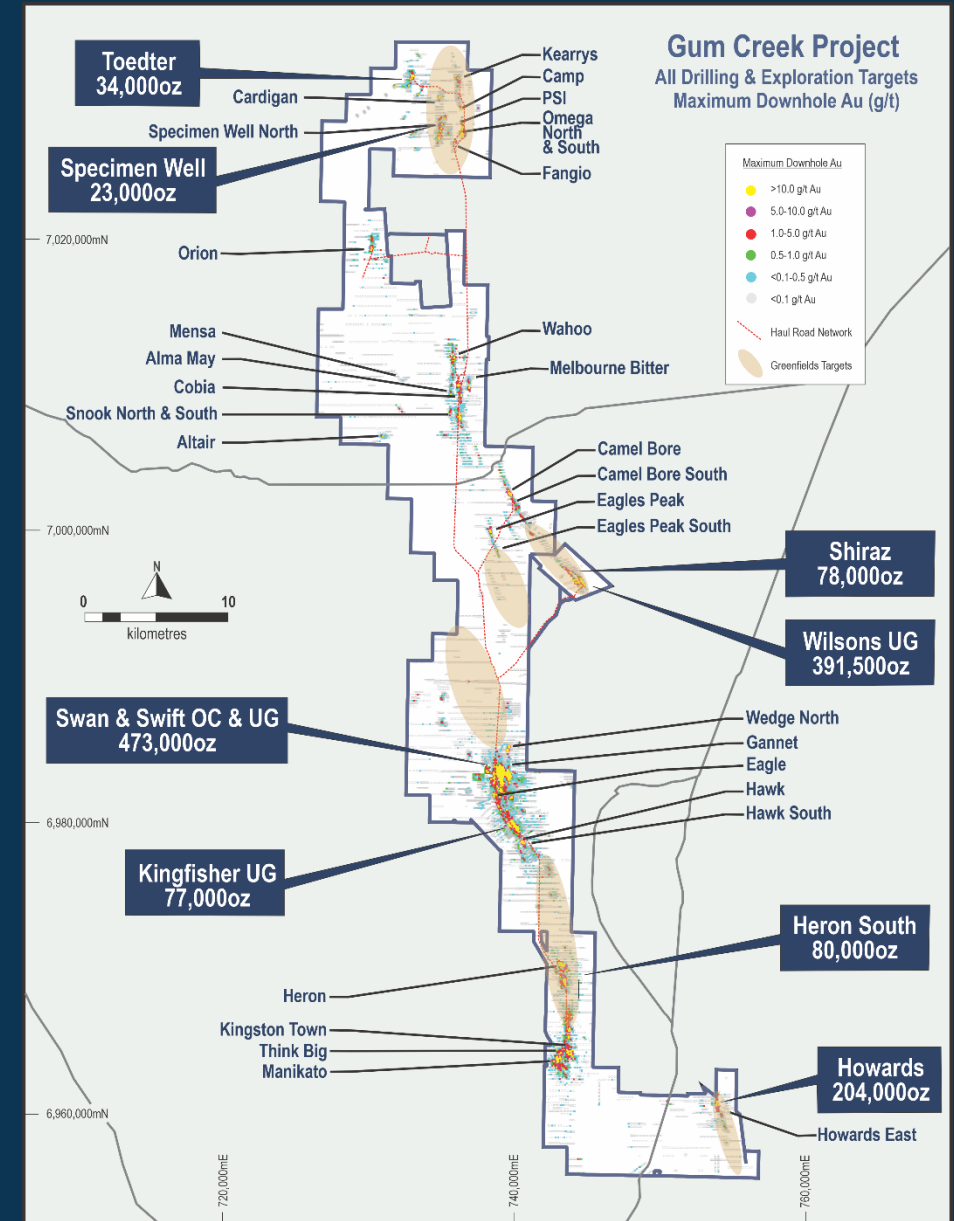 Gum Creek Project
All Drilling & Exploration Targets
Maximum Downhole Au (g/t)
Toedter
34,000oz
Cardigan
Specimen Well North
Specimen Well
23,000oz
Kearrys
Camp
PSI
Omega
North
& South
Fangio
Maximum Downhole Au
>10.0 g/t Au
5.0-10.0 g/t Au
1.0-5.0 g/t Au
0.5-1.0 g/t Au
<0.1-0.5 g/t Au
<0.1 g/t Au
Haul Road Network
Greenfields Targets
7,020,000mN
Orion
Mensa
Alma May
Cobia
Snook North & South
Altair
Wahoo
Melbourne Bitter
Camel Bore
Camel Bore South
Eagles Peak
Eagles Peak South
7,000,000mN
Shiraz
78,000oz
N
0 10
kilometres
Wilsons UG
391,500oz
Swan & Swift OC & UG
473,000oz
Wedge North
Gannet
Eagle
Hawk
Hawk South
6,980,000mN
Kingfisher UG
77,000oz
Heron South
80,000oz
Heron
Kingston Town
Think Big
Manikato
Howards
204,000oz
6,960,000mN
Howards East
720,000mE
740,000mE
760,000mE